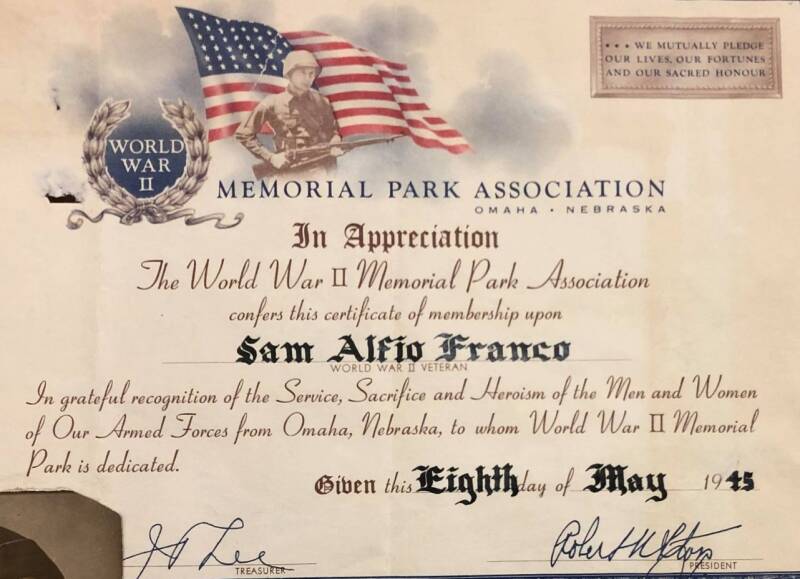 • • • WE MUTUALLY PLEDGE
OUR LIVES, OUR FORTUNES
AND OUR SACRED HONOUR
WORLD
WAR
II
MEMORIAL PARK ASSOCIATION
OMAHA • NEBRASKA
In Appreciation
The World War II Memorial Park Association
confers this certificate of membership upon
Sam Alfio Franco
WORLD WAR II VETERAN
In grateful recognition of the Service, Sacrifice and Heroism of the Men and Women
of Our Armed Forces from Omaha, Nebraska, to whom World War II Memorial
Park is dedicated.
Given this Eighth day of May 1945
Lee
TREASURER
Robert
PRESIDENT